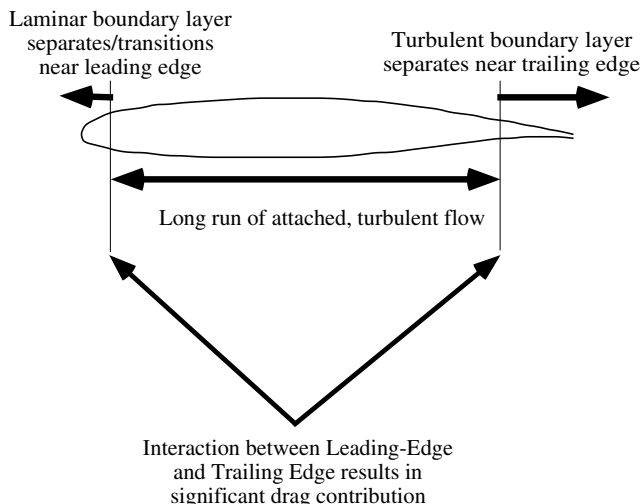 Laminar boundary layer
separates/transitions
near leading edge
Turbulent boundary layer
separates near trailing edge
Long run of attached, turbulent flow
Interaction between Leading-Edge
and Trailing Edge results in
significant drag contribution